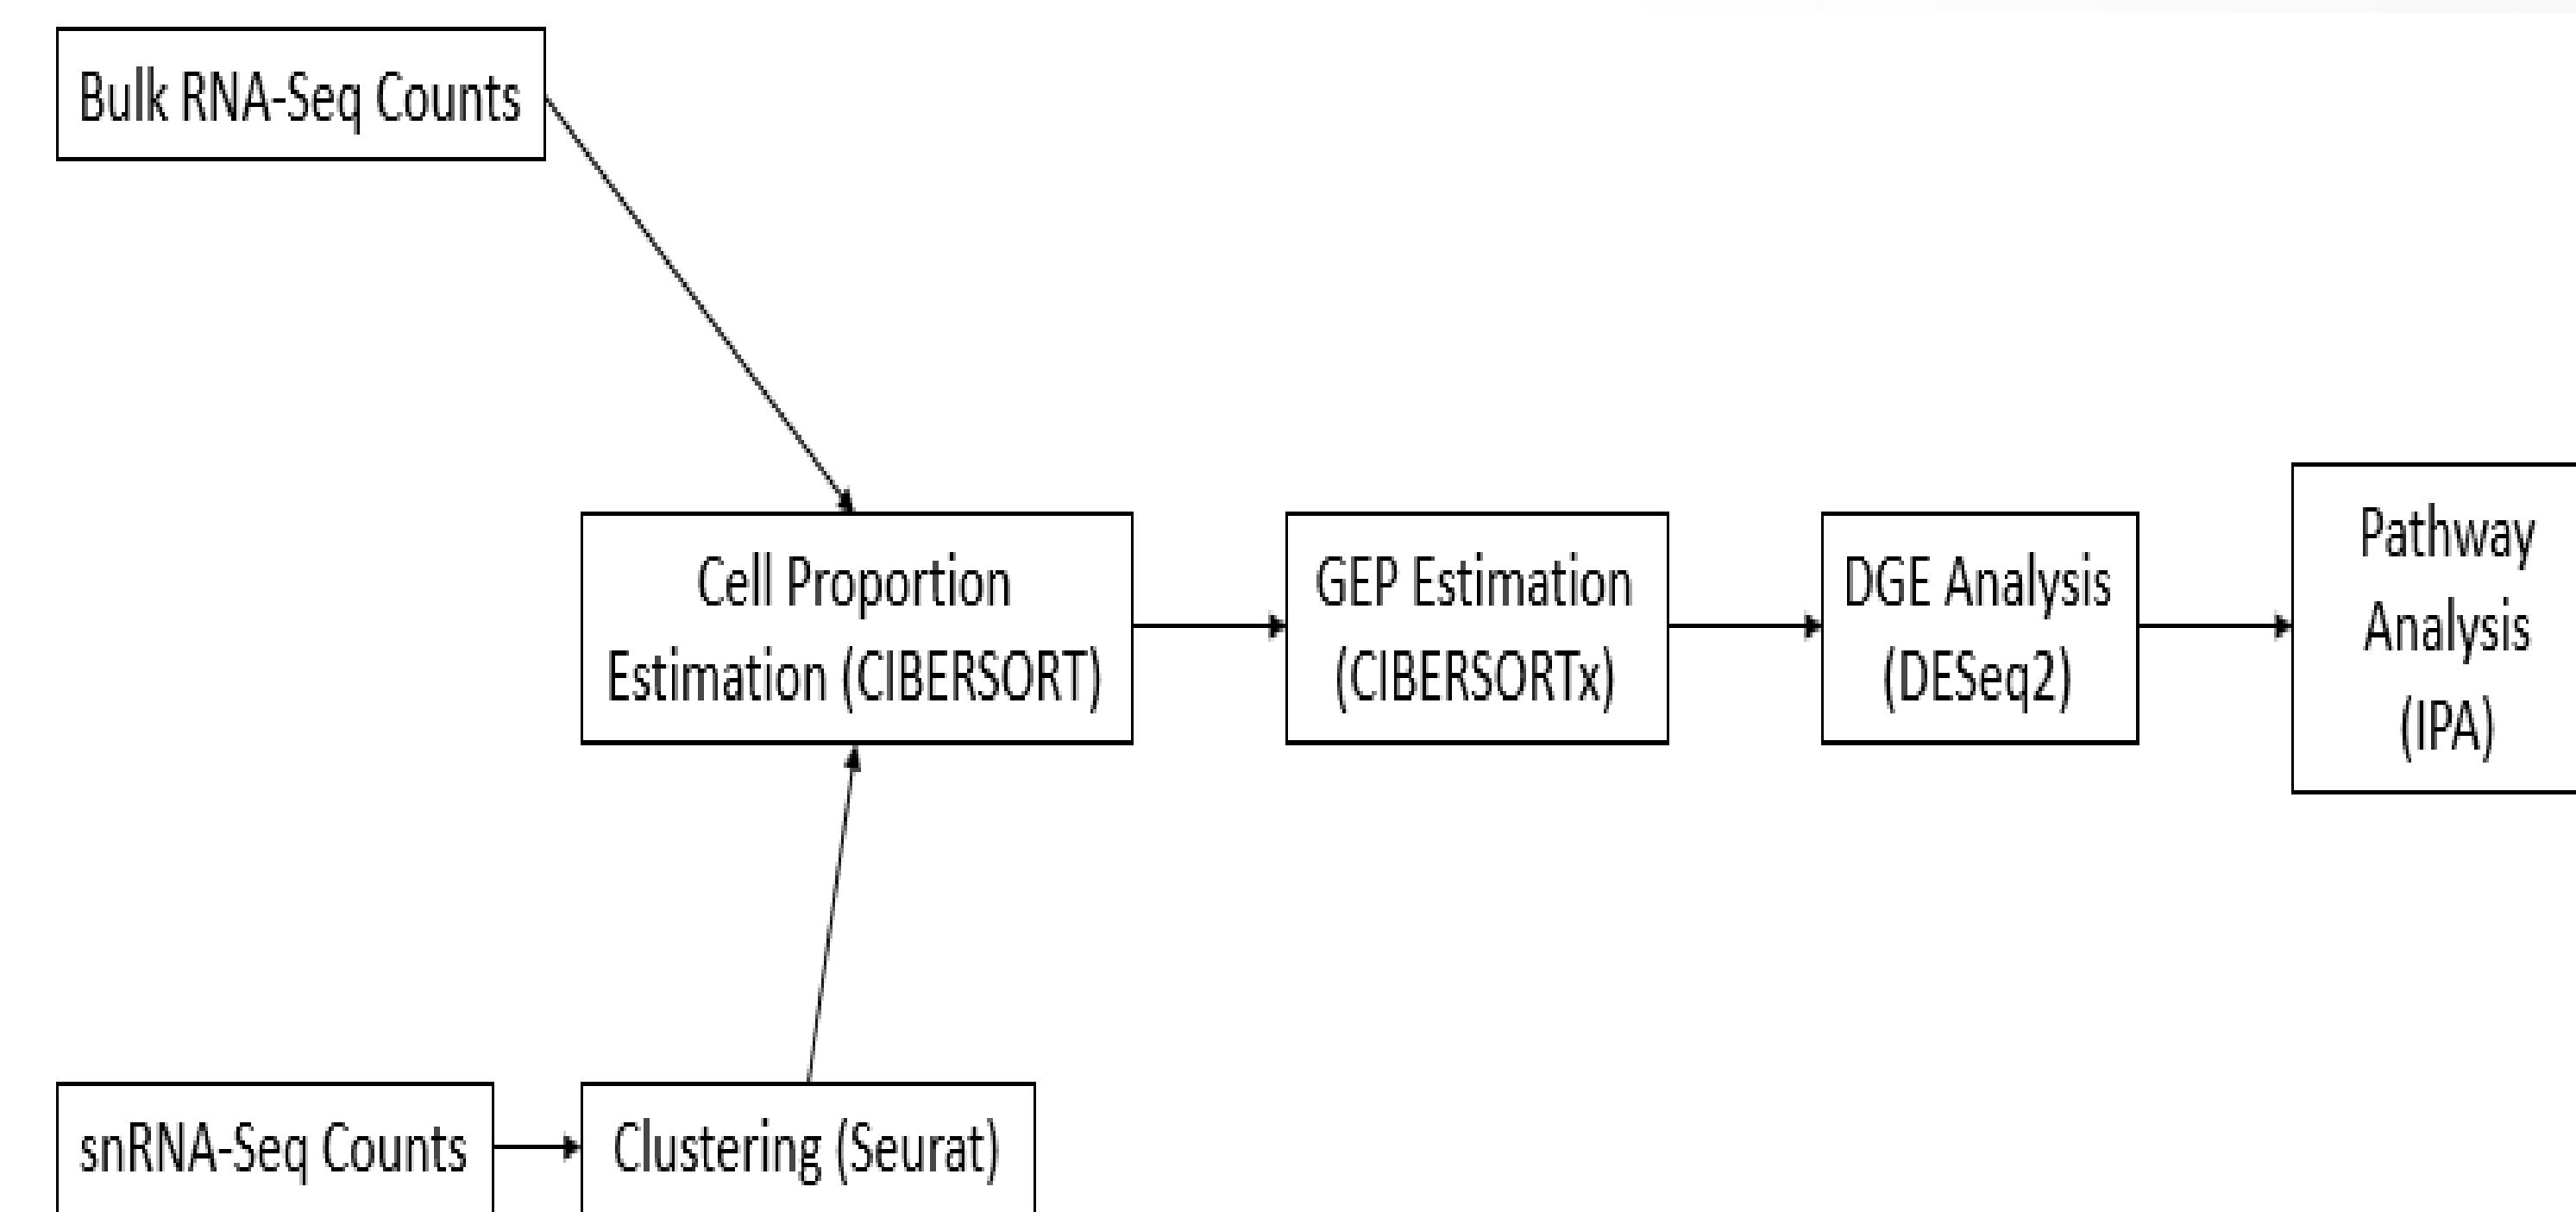 Bulk RNA-Seq Counts
Cell Proportion
Estimation (CIBERSORT)
GEP Estimation
(CIBERSORTx)
DGE Analysis
(DESeq2)
Pathway
Analysis
(IPA)
snRNA-Seq Counts
Clustering (Seurat)